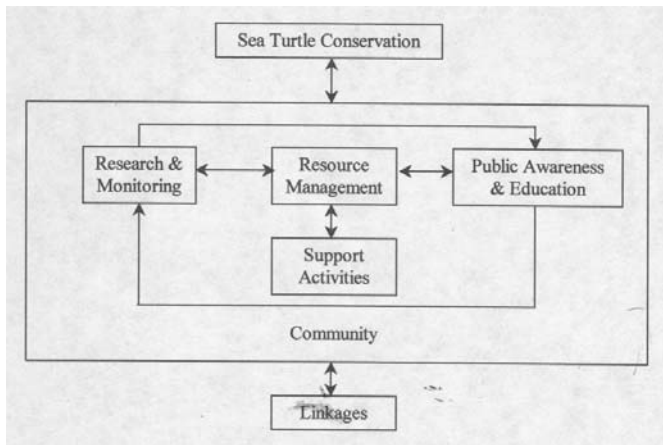 Sea Turtle Conservation
Research &
Monitoring
Resource
Management
Public Awareness
& Education
Support
Activities
Community
Linkages